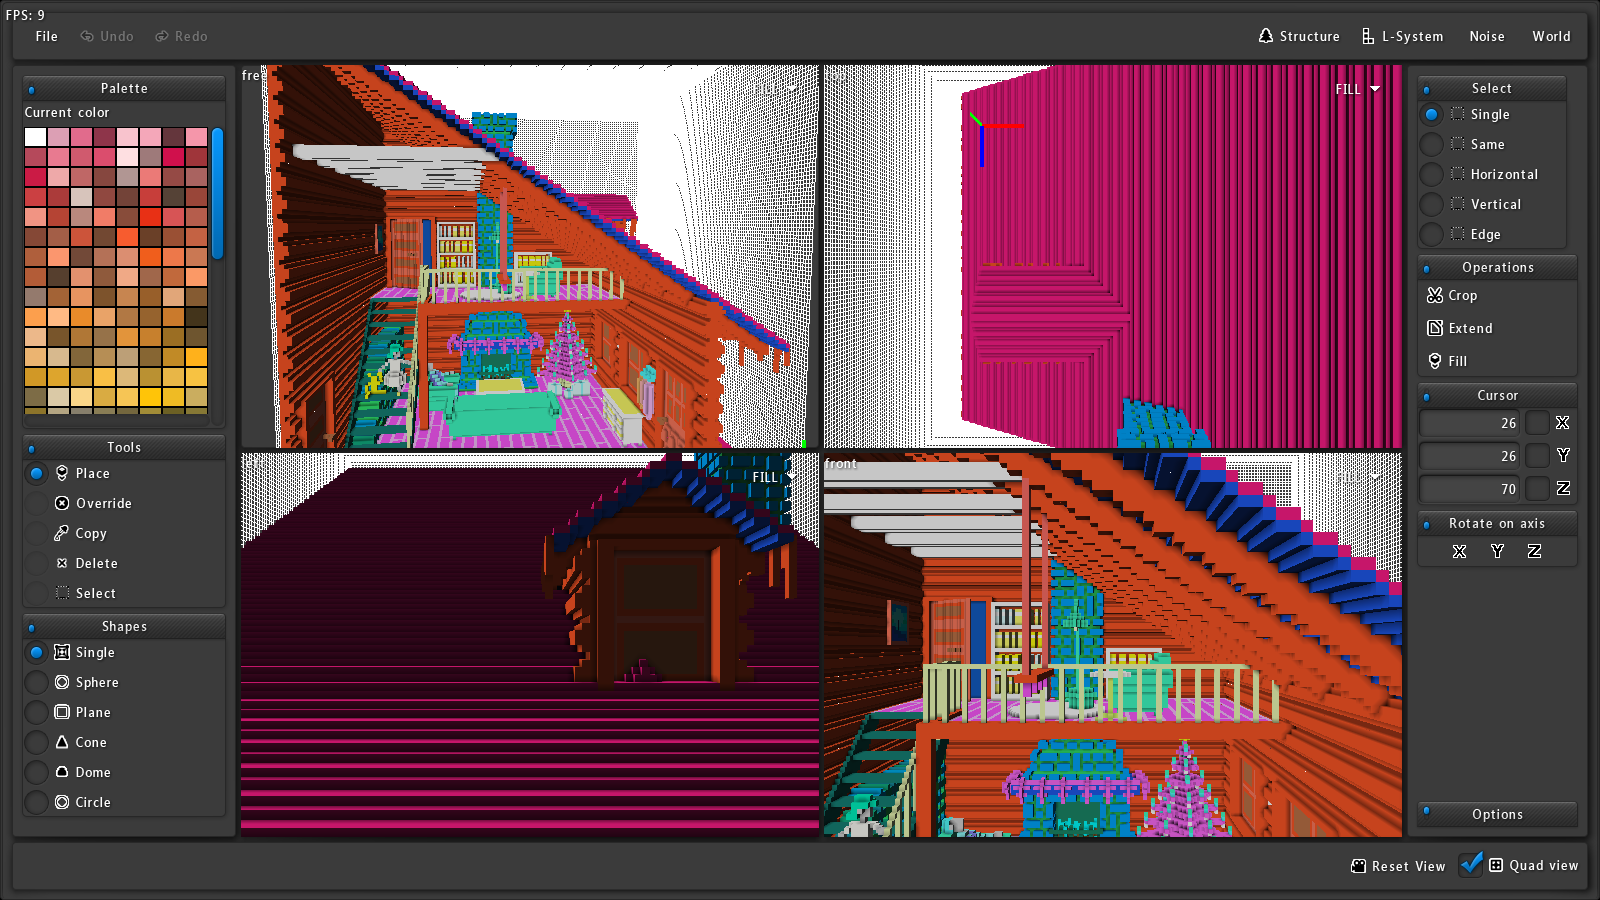 FPS: 9
File Undo Redo Structure L-System Noise World
Palette
Current color
Tools
Place
Override
Copy
Delete
Select
Shapes
Single
Sphere
Plane
Cone
Dome
Circle
free
FILL
FILL
front
Select
Single
Same
Horizontal
Vertical
Edge
Operations
Crop
Extend
Fill
Cursor
26 X
26 Y
70 Z
Rotate on axis
X Y Z
Options
Reset View Quad view